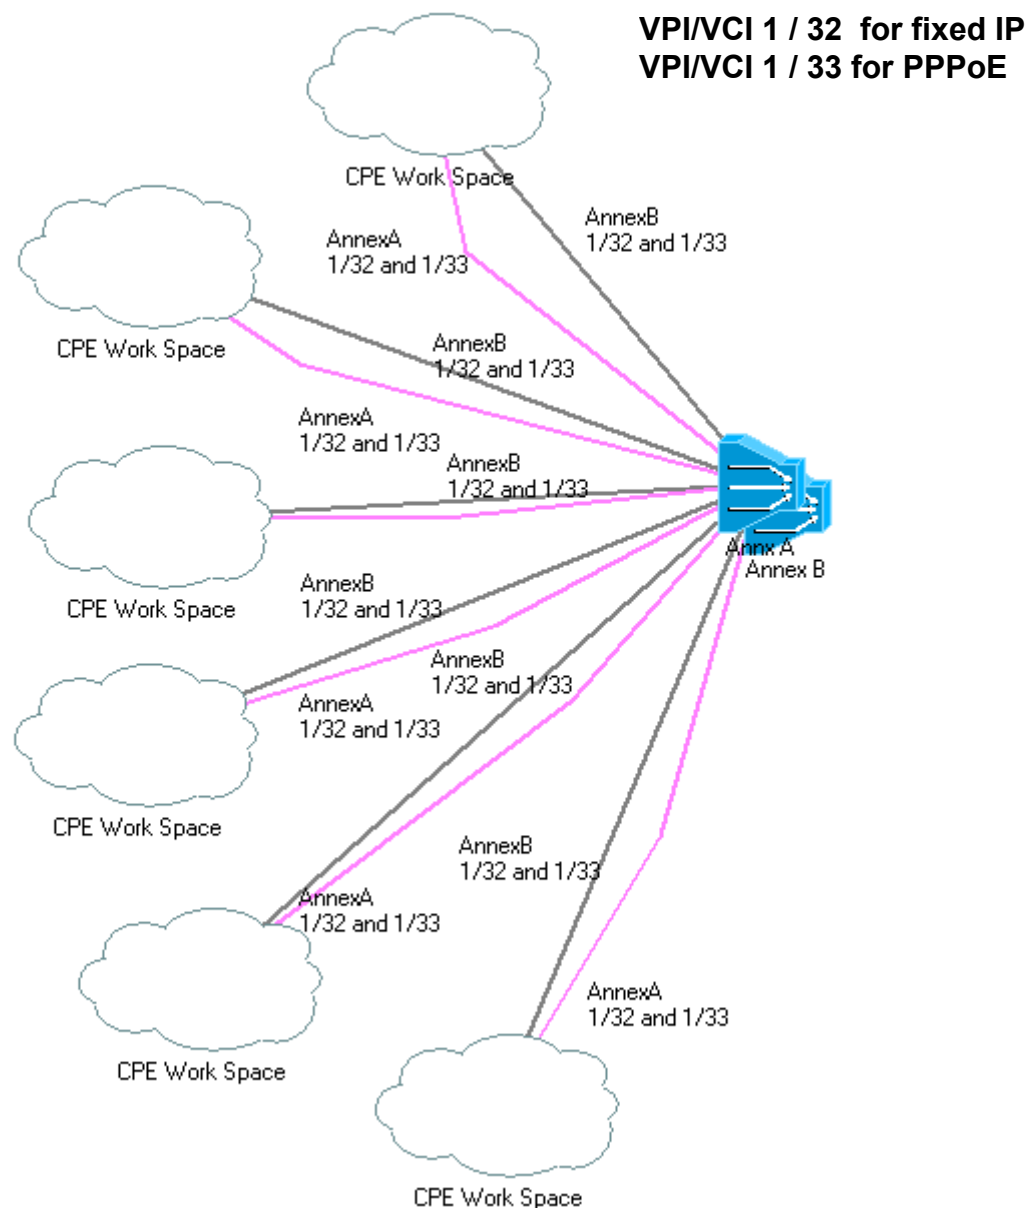 VPI/VCI 1 / 32 for fixed IP
VPI/VCI 1 / 33 for PPPoE
CPE Work Space
AnnexB
1/32 and 1/33
AnnexA
1/32 and 1/33
CPE Work Space
AnnexB
1/32 and 1/33
AnnexA
1/32 and 1/33
AnnexB
1/32 and 1/33
Annx A
Annex B
CPE Work Space
AnnexB
1/32 and 1/33
AnnexB
1/32 and 1/33
AnnexA
1/32 and 1/33
CPE Work Space
AnnexB
1/32 and 1/33
AnnexA
1/32 and 1/33
CPE Work Space
AnnexA
1/32 and 1/33
CPE Work Space